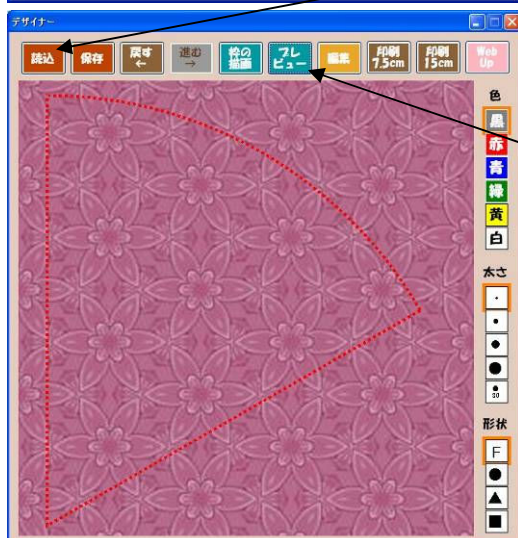 デザイナー
読込
保存
戻す
←
進む
→
枠の
描画
プレ
ビュー
編集
印刷
7.5cm
印刷
15cm
Web
Up
色
黒
赤
青
緑
黄
白
太さ
30
形状
F